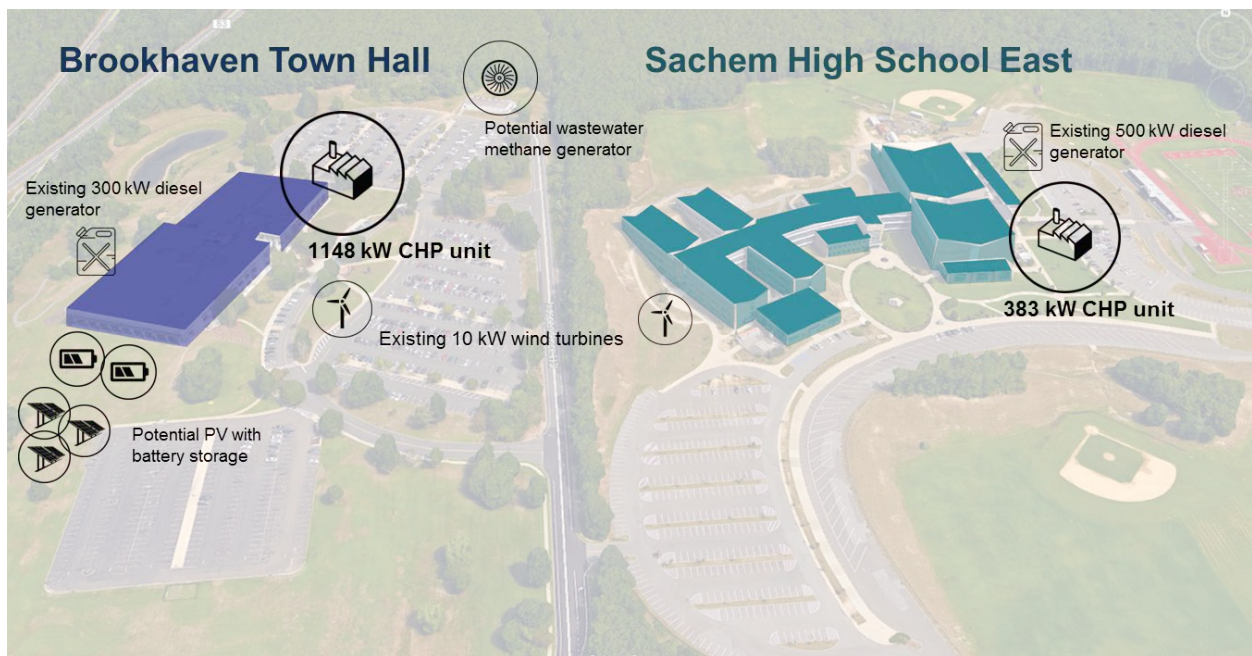 83
Brookhaven Town Hall
Sachem High School East
Potential wastewater
methane generator
Existing 500 kW diesel
generator
Existing 300 kW diesel
generator
1148 kW CHP unit
383 kW CHP unit
Existing 10 kW wind turbines
Potential PV with
battery storage